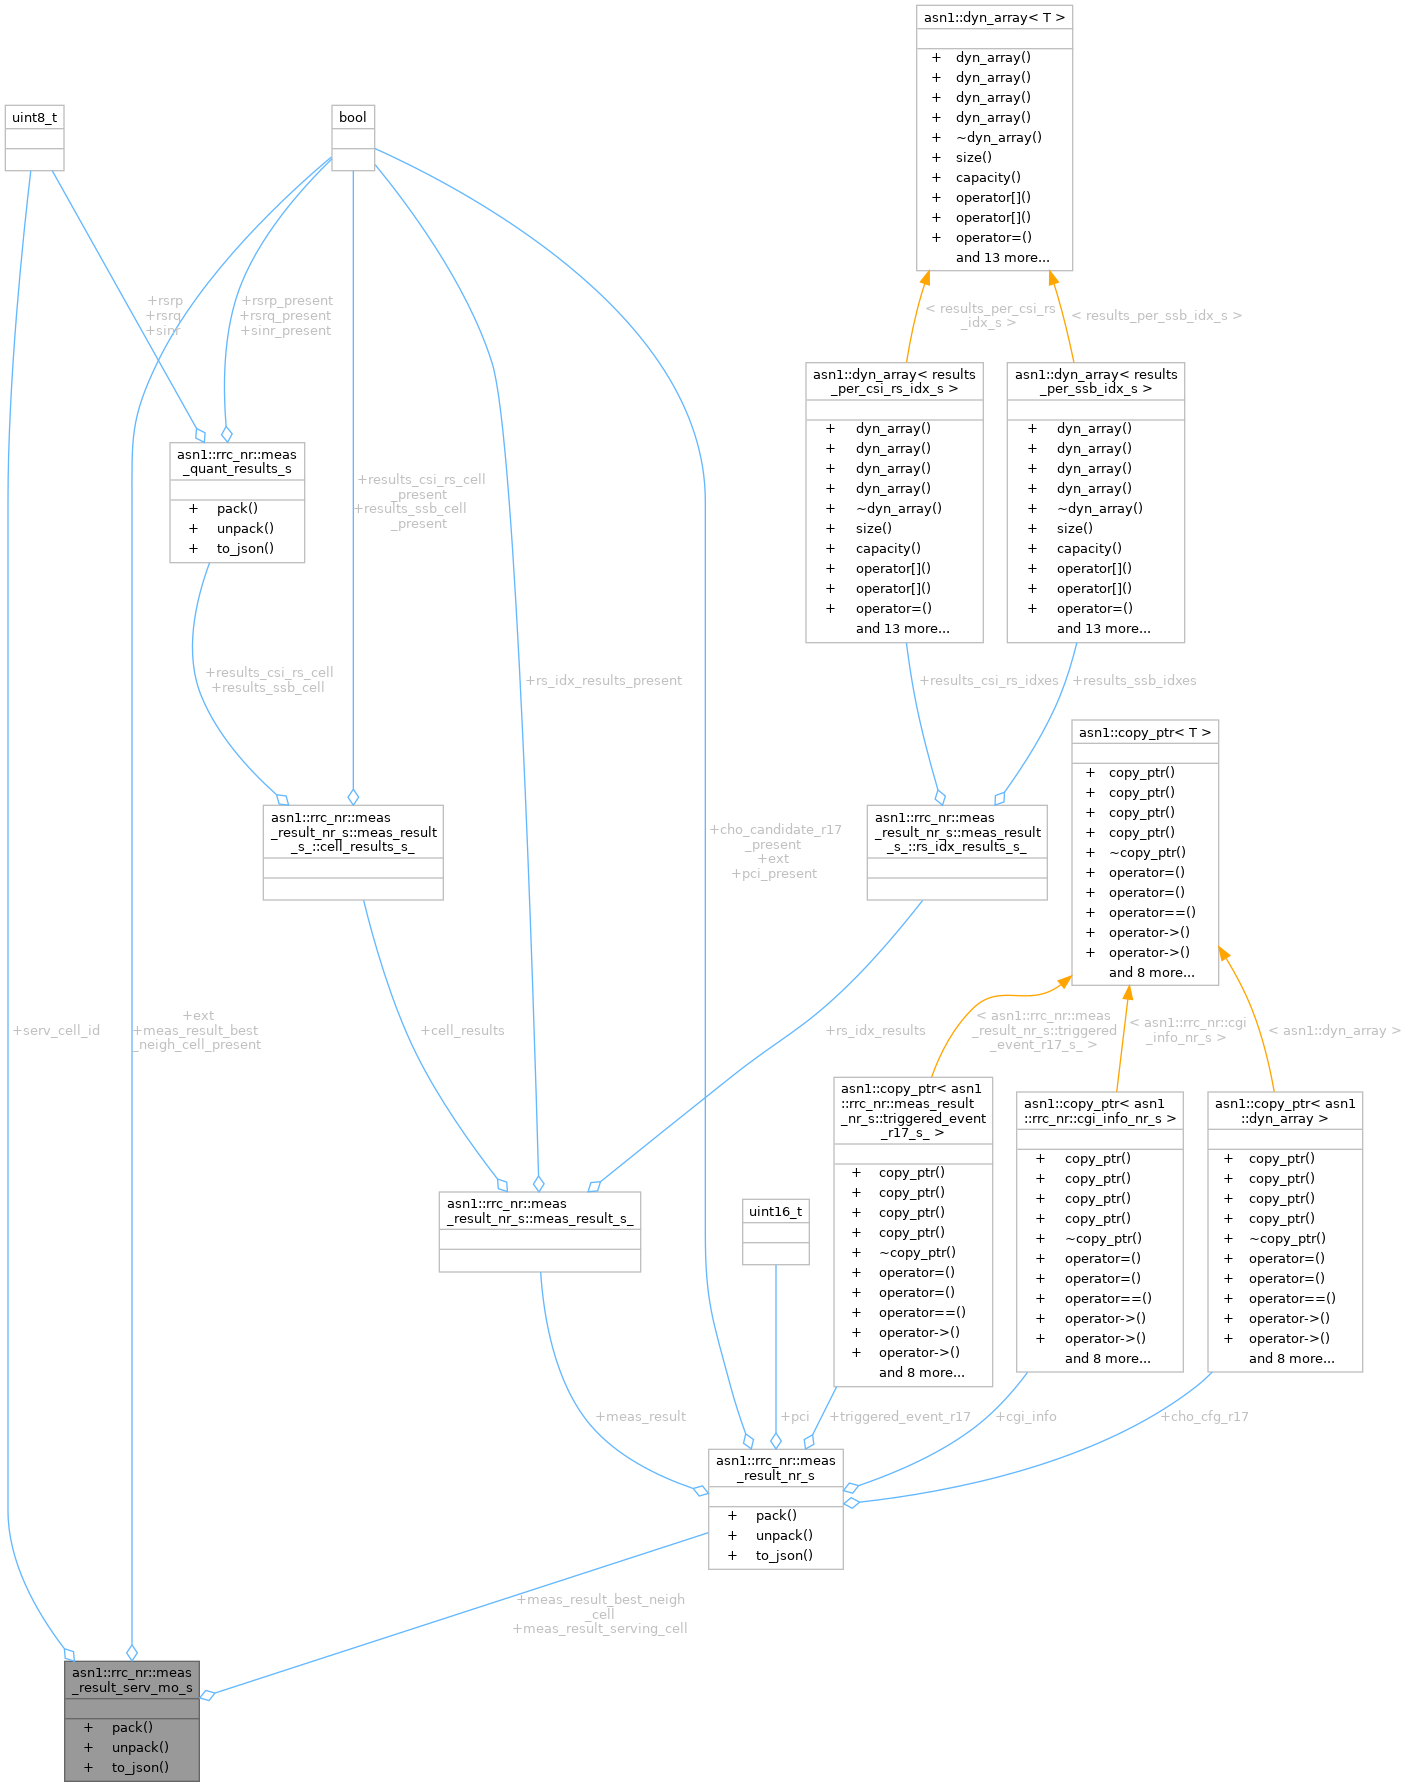 asn1::dyn_array< T >
+ dyn_array()
+ dyn_array()
+ dyn_array()
+ dyn_array()
+ ~dyn_array()
+ size()
+ capacity()
+ operator[]()
+ operator[]()
+ operator=()
and 13 more...
uint8_t
bool
+rsrp
+rsrq
+sinr
+rsrp_present
+rsrq_present
+sinr_present
< results_per_csi_rs
_idx_s >
< results_per_ssb_idx_s >
asn1::dyn_array< results
_per_csi_rs_idx_s >
+ dyn_array()
+ dyn_array()
+ dyn_array()
+ dyn_array()
+ ~dyn_array()
+ size()
+ capacity()
+ operator[]()
+ operator[]()
+ operator=()
and 13 more...
asn1::dyn_array< results
_per_ssb_idx_s >
+ dyn_array()
+ dyn_array()
+ dyn_array()
+ dyn_array()
+ ~dyn_array()
+ size()
+ capacity()
+ operator[]()
+ operator[]()
+ operator=()
and 13 more...
asn1::rrc_nr::meas
_quant_results_s
+ pack()
+ unpack()
+ to_json()
+results_csi_rs_cell
_present
+results_ssb_cell
_present
+results_csi_rs_cell
+results_ssb_cell
+rs_idx_results_present
+results_csi_rs_idxes
+results_ssb_idxes
asn1::copy_ptr< T >
+ copy_ptr()
+ copy_ptr()
+ copy_ptr()
+ copy_ptr()
+ ~copy_ptr()
+ operator=()
+ operator=()
+ operator==()
+ operator->()
+ operator->()
and 8 more...
asn1::rrc_nr::meas
_result_nr_s::meas_result
_s_::cell_results_s_
+cho_candidate_r17
_present
+ext
+pci_present
asn1::rrc_nr::meas
_result_nr_s::meas_result
_s_::rs_idx_results_s_
+serv_cell_id
+ext
+meas_result_best
_neigh_cell_present
+cell_results
+rs_idx_results
< asn1::rrc_nr::meas
_result_nr_s::triggered
_event_r17_s_ >
< asn1::rrc_nr::cgi
_info_nr_s >
< asn1::dyn_array >
asn1::copy_ptr< asn1
::rrc_nr::meas_result
_nr_s::triggered_event
_r17_s_ >
+ copy_ptr()
+ copy_ptr()
+ copy_ptr()
+ copy_ptr()
+ ~copy_ptr()
+ operator=()
+ operator=()
+ operator==()
+ operator->()
+ operator->()
and 8 more...
asn1::copy_ptr< asn1
::rrc_nr::cgi_info_nr_s >
+ copy_ptr()
+ copy_ptr()
+ copy_ptr()
+ copy_ptr()
+ ~copy_ptr()
+ operator=()
+ operator=()
+ operator==()
+ operator->()
+ operator->()
and 8 more...
asn1::copy_ptr< asn1
::dyn_array >
+ copy_ptr()
+ copy_ptr()
+ copy_ptr()
+ copy_ptr()
+ ~copy_ptr()
+ operator=()
+ operator=()
+ operator==()
+ operator->()
+ operator->()
and 8 more...
asn1::rrc_nr::meas
_result_nr_s::meas_result_s_
uint16_t
+meas_result
+pci
+triggered_event_r17
+cgi_info
+cho_cfg_r17
asn1::rrc_nr::meas
_result_nr_s
+ pack()
+ unpack()
+ to_json()
+meas_result_best_neigh
_cell
+meas_result_serving_cell
asn1::rrc_nr::meas
_result_serv_mo_s
+ pack()
+ unpack()
+ to_json()